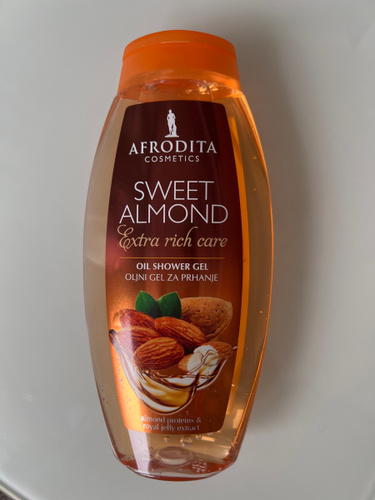 AFRODITA
COSMETICS
SWEET
ALMOND
Extra rich care
OIL SHOWER GEL
OLJNI GEL ZA PRHANJE
almond proteins &
royal jelly extract